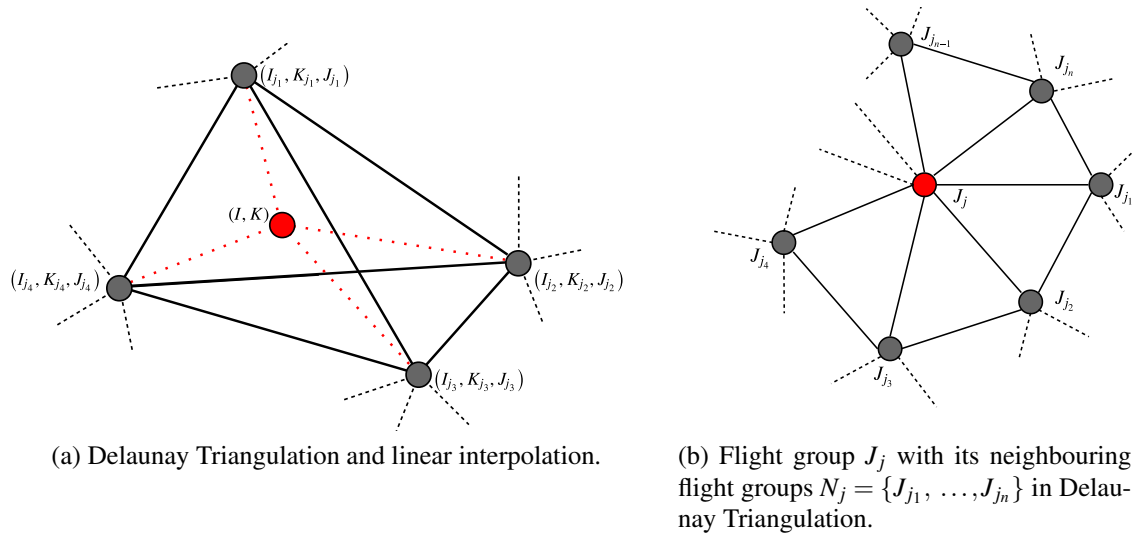 (I_{j_1}, K_{j_1}, J_{j_1})
(I, K)
(I_{j_4}, K_{j_4}, J_{j_4})
(I_{j_2}, K_{j_2}, J_{j_2})
(I_{j_3}, K_{j_3}, J_{j_3})
(a) Delaunay Triangulation and linear interpolation.
J_{j_{n-1}}
J_{j_n}
J_j
J_{j_1}
J_{j_4}
J_{j_2}
J_{j_3}
(b) Flight group J_j with its neighbouring
flight groups N_j = {J_{j_1}, ..., J_{j_n}} in Delau-
nay Triangulation.